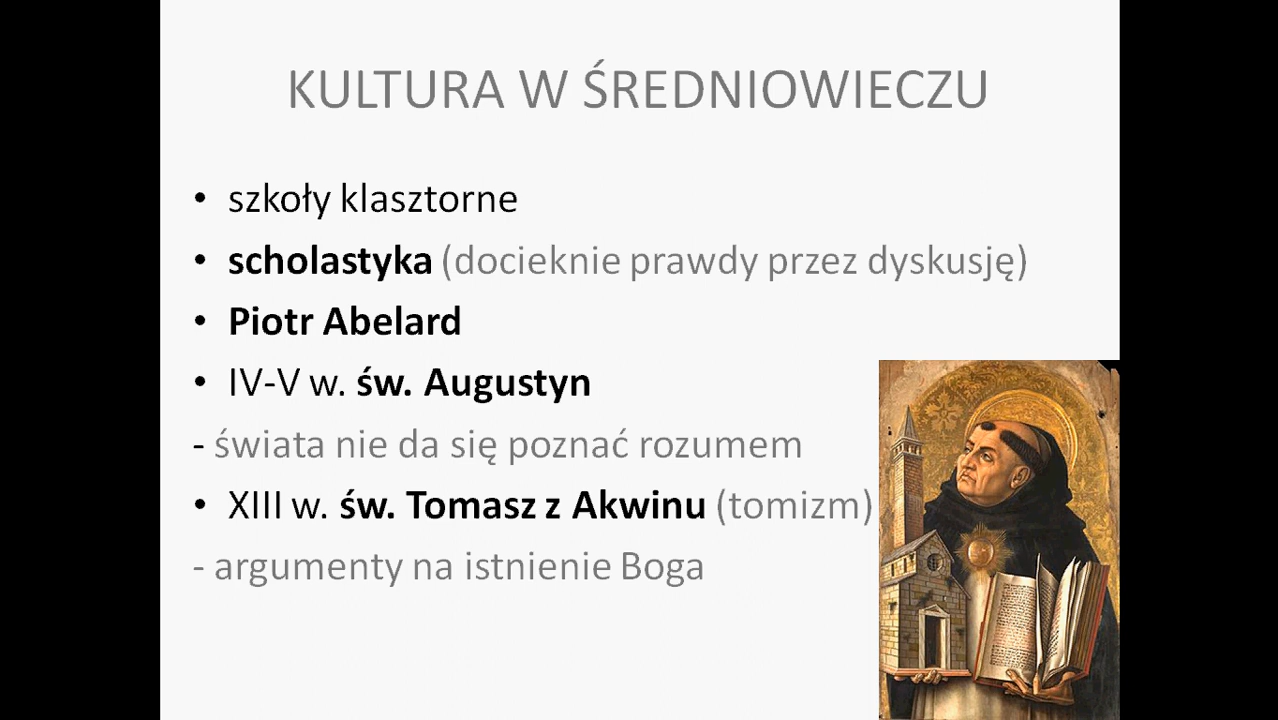 KULTURA W ŚREDNIOWIECZU
• szkoły klasztorne
• scholastyka (docieknie prawdy przez dyskusję)
• Piotr Abelard
• IV-V w. św. Augustyn
- świata nie da się poznać rozumem
• XIII w. św. Tomasz z Akwinu (tomizm)
- argumenty na istnienie Boga